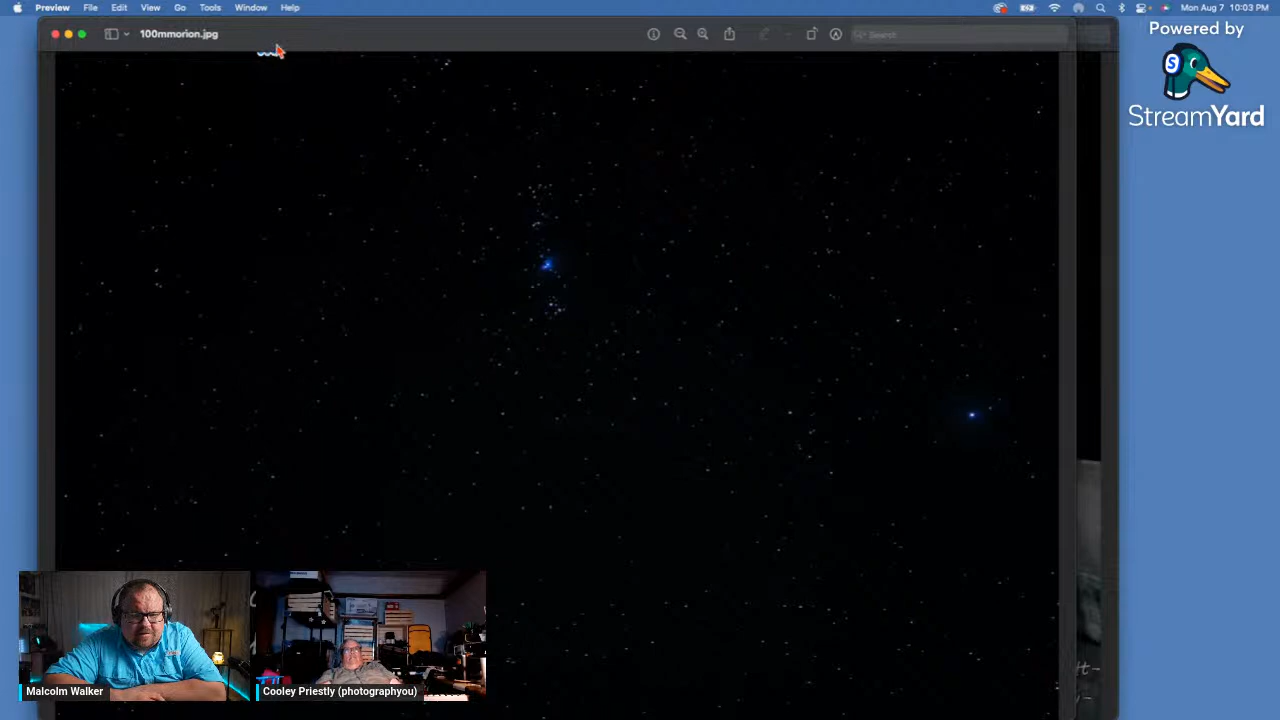 Preview File Edit View Go Tools Window Help Mon Aug 7 10:03 PM
100mmorion.jpg Search
Powered by
S
StreamYard
Malcolm Walker
Cooley Priestly (photographyou)